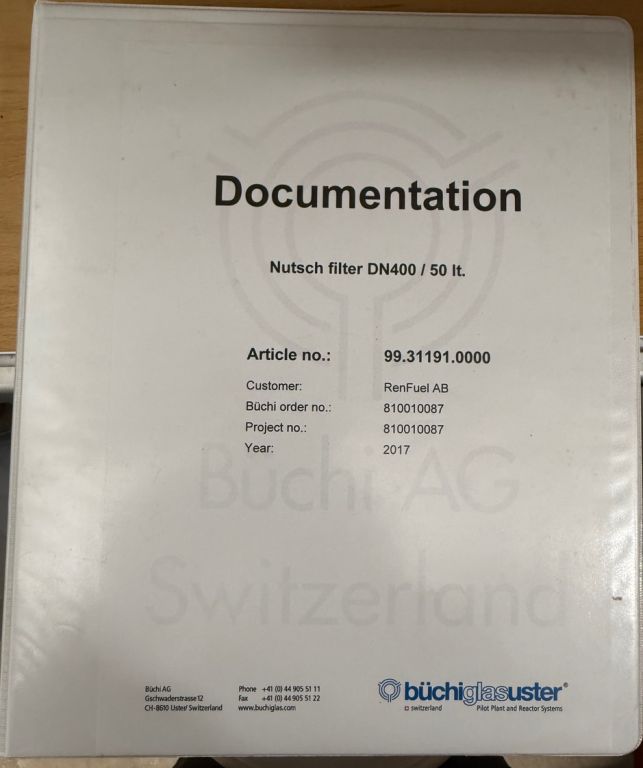 Documentation
Nutsch filter DN400 / 50 lt.
Article no.: 99.31191.0000
Customer: RenFuel AB
Büchi order no.: 810010087
Project no.: 810010087
Year: 2017
Büchi AG
Switzerland
Büchi AG Phone +41 (0) 44 905 51 11
Gschwaderstrasse 12 Fax +41 (0) 44 905 51 22
CH-8610 Uster/ Switzerland www.buchiglas.com
büchiglasuster®
switzerland Pilot Plant and Reactor Systems